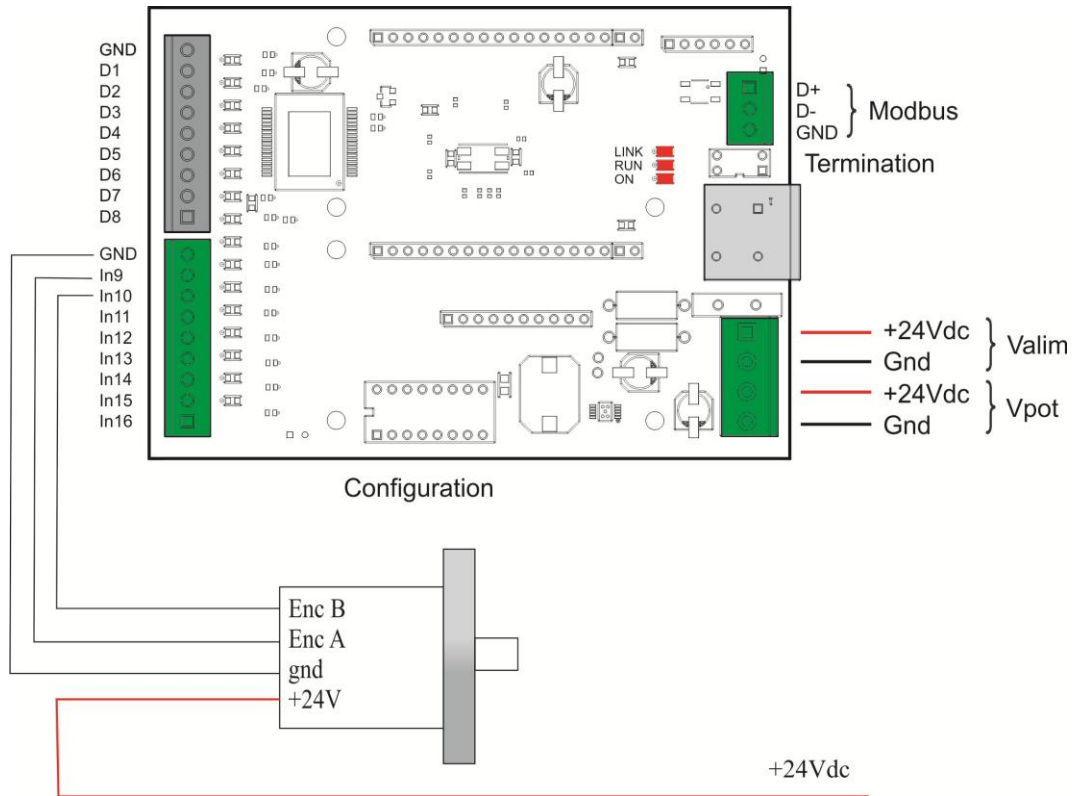 GND
D1
D2
D3
D4
D5
D6
D7
D8
GND
In9
In10
In11
In12
In13
In14
In15
In16
LINK
RUN
ON
D+
D-
GND
Modbus
Termination
+24Vdc
Gnd
Valim
+24Vdc
Gnd
Vpot
Configuration
Enc B
Enc A
gnd
+24V
+24Vdc